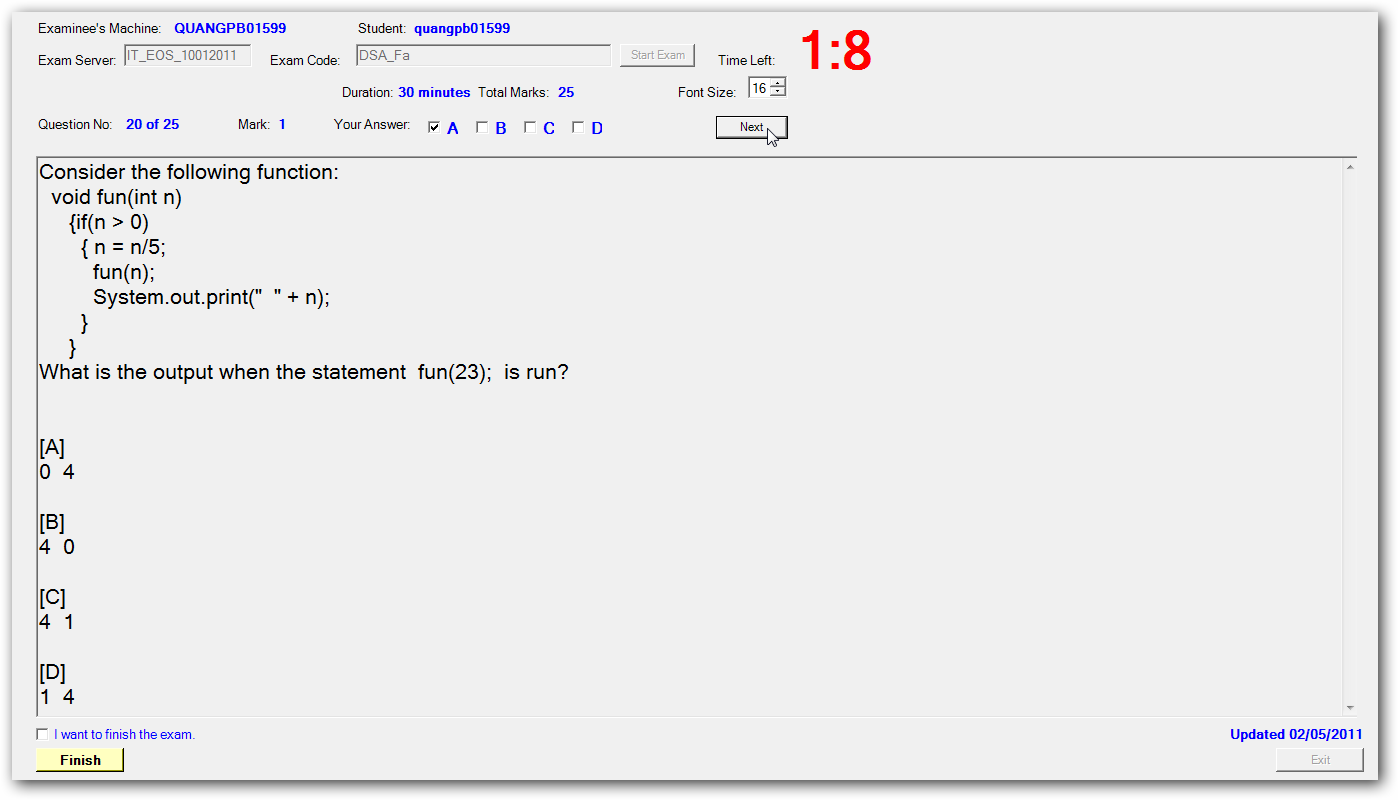 Examinee's Machine: QUANGPB01599 Student: quangpb01599
Exam Server: IT_EOS_10012011 Exam Code: DSA_Fa Start Exam Time Left: 1:8
Duration: 30 minutes Total Marks: 25 Font Size: 16
Question No: 20 of 25 Mark: 1 Your Answer: A B C D Next
Consider the following function:
void fun(int n)
{if(n > 0)
{ n = n/5;
fun(n);
System.out.print("  " + n);
}
}
What is the output when the statement  fun(23);  is run?
[A]
0  4
[B]
4  0
[C]
4  1
[D]
1  4
I want to finish the exam. Updated 02/05/2011
Finish Exit